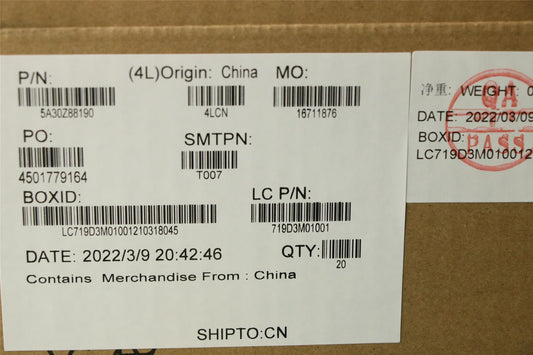 P/N: (4L)Origin: China MO:
5A30Z88190 4LCN 16711876
PO: SMTPN:
4501779164 T007
BOXID: LC P/N:
LC719D3M01001210318045 719D3M01001
DATE: 2022/3/9 20:42:46 QTY:
20
Contains Merchandise From : China
SHIPTO:CN
净重: WEIGHT: 0
DATE: 2022/03/09
BOXID:
LC719D3M010012
QA
PASS